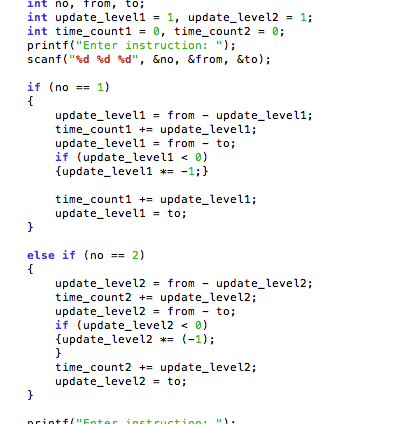 int no, from, to;
int update_level1 = 1, update_level2 = 1;
int time_count1 = 0, time_count2 = 0;
printf("Enter instruction: ");
scanf("%d %d %d", &no, &from, &to);
if (no == 1)
{
update_level1 = from - update_level1;
time_count1 += update_level1;
update_level1 = from - to;
if (update_level1 < 0)
{update_level1 *= -1;}
time_count1 += update_level1;
update_level1 = to;
}
else if (no == 2)
{
update_level2 = from - update_level2;
time_count2 += update_level2;
update_level2 = from - to;
if (update_level2 < 0)
{update_level2 *= (-1);
}
time_count2 += update_level2;
update_level2 = to;
}
printf("Enter instruction: ");